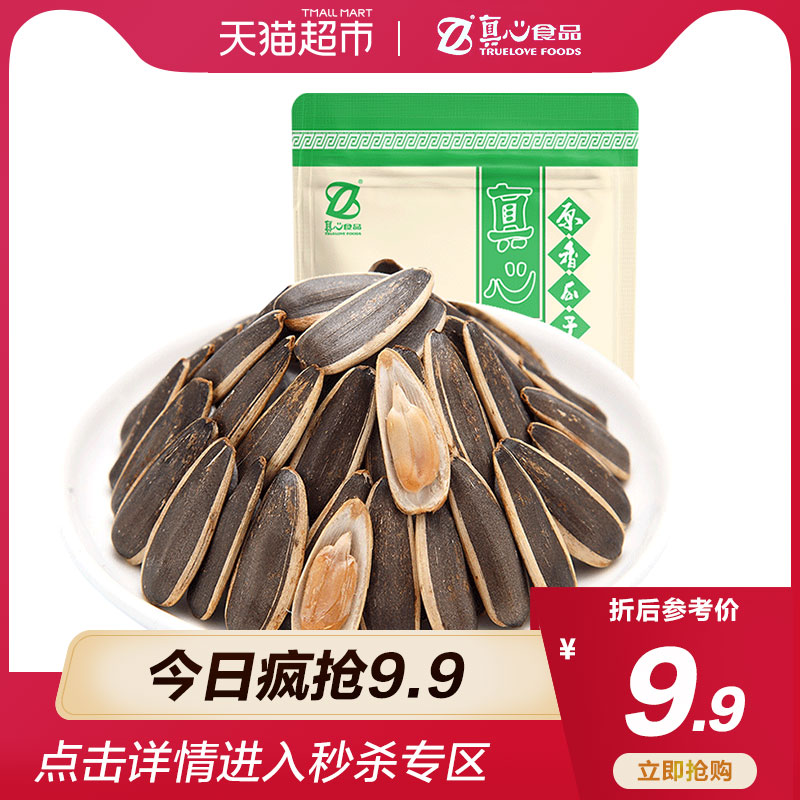 TMALL MART
天猫超市
真心食品
TRUELOVE FOODS
真心食品
TRUELOVE FOODS
真心
原香瓜子
今日疯抢9.9
点击详情进入秒杀专区
折后参考价
¥
9.9
立即抢购